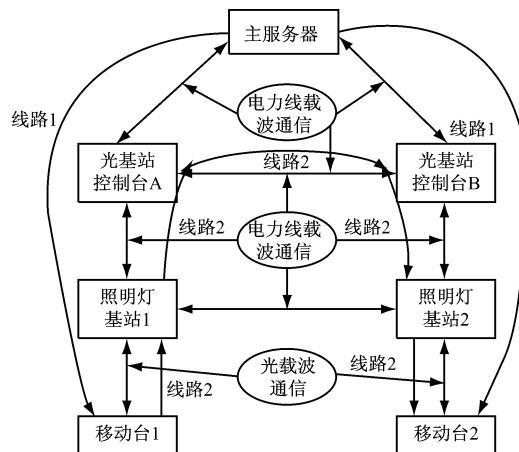 主服务器
线路1
电力线载
波通信
线路1
光基站
控制台A
线路2
光基站
控制台B
线路2
电力线载
波通信
线路2
照明灯
基站1
照明灯
基站2
光载波
通信
线路2
线路2
移动台1
移动台2